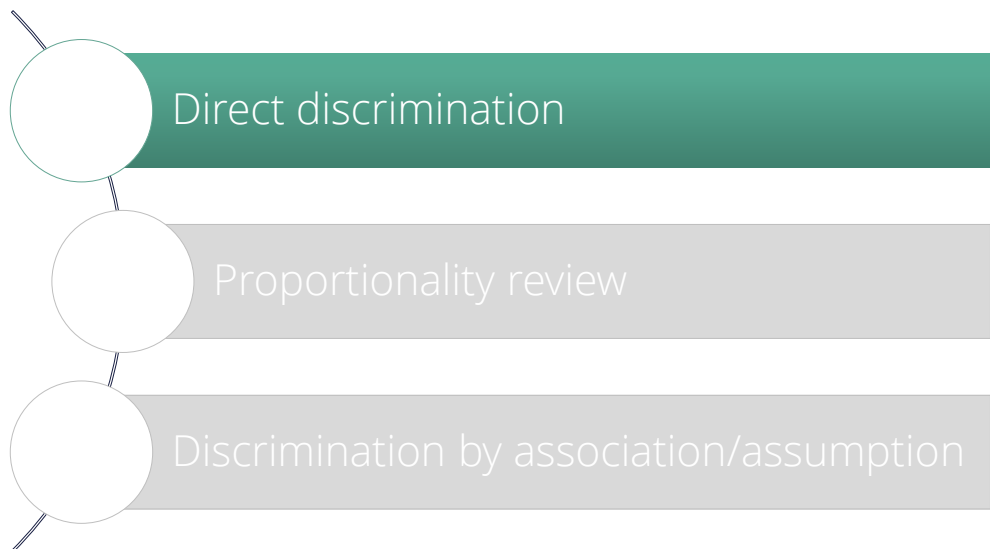 Direct discrimination
Proportionality review
Discrimination by association/assumption